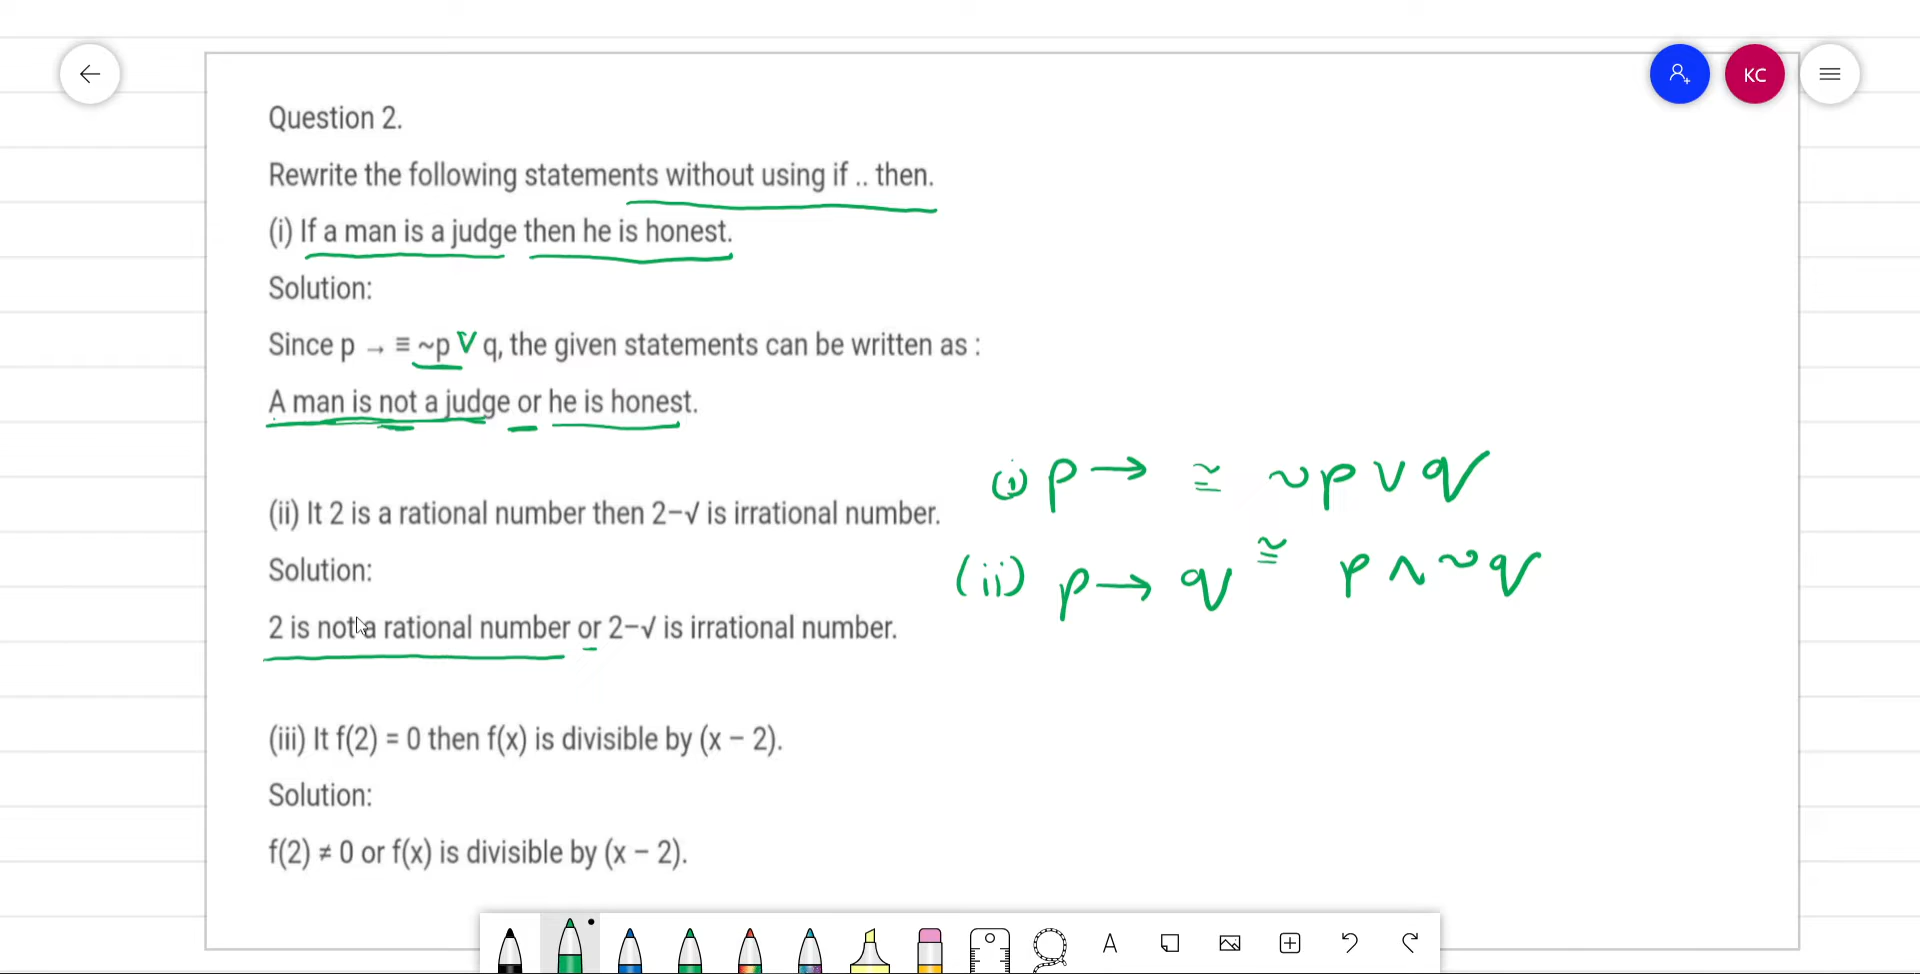 KC
Question 2.
Rewrite the following statements without using if .. then.
(i) If a man is a judge then he is honest.
Solution:
Since p → ≡ ~p ∨ q, the given statements can be written as :
A man is not a judge or he is honest.
(i) p → ≅ ~p ∨ q
(ii) It 2 is a rational number then 2−√ is irrational number.
(ii) p → q ≅ p ∧ ~q
Solution:
2 is not a rational number or 2−√ is irrational number.
(iii) It f(2) = 0 then f(x) is divisible by (x − 2).
Solution:
f(2) ≠ 0 or f(x) is divisible by (x − 2).
A